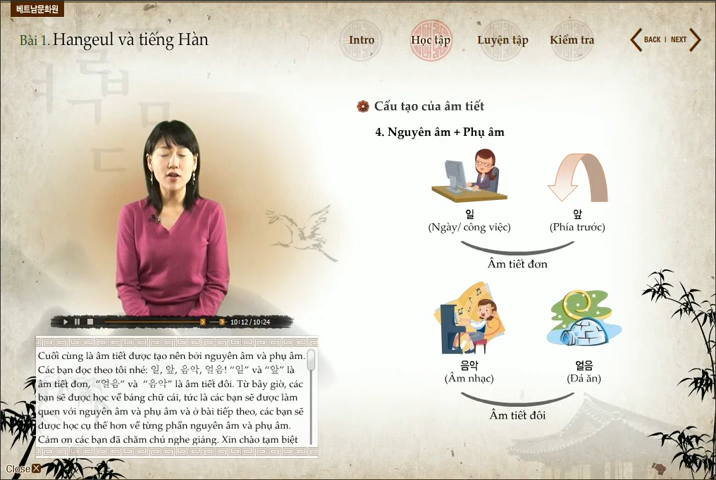 베트남문화원
Bài 1. Hangeul và tiếng Hàn
Intro
Học tập
Luyện tập
Kiểm tra
BACK | NEXT
Cấu tạo của âm tiết
4. Nguyên âm + Phụ âm
일
(Ngày/ công việc)
앞
(Phía trước)
Âm tiết đơn
음악
(Âm nhạc)
얼음
(Đá ăn)
Âm tiết đôi
10:12 / 10:24
Cuối cùng là âm tiết được tạo nên bởi nguyên âm và phụ âm.
Các bạn đọc theo tôi nhé: 일, 앞, 음악, 얼음! “일” và “앞” là
âm tiết đơn, “얼음” và “음악” là âm tiết đôi. Từ bây giờ, các
bạn sẽ được học về bảng chữ cái, tức là các bạn sẽ được làm
quen với nguyên âm và phụ âm và ở bài tiếp theo, các bạn sẽ
được học cụ thể hơn về từng phần nguyên âm và phụ âm.
Cảm ơn các bạn đã chăm chú nghe giảng. Xin chào tạm biệt
Close X